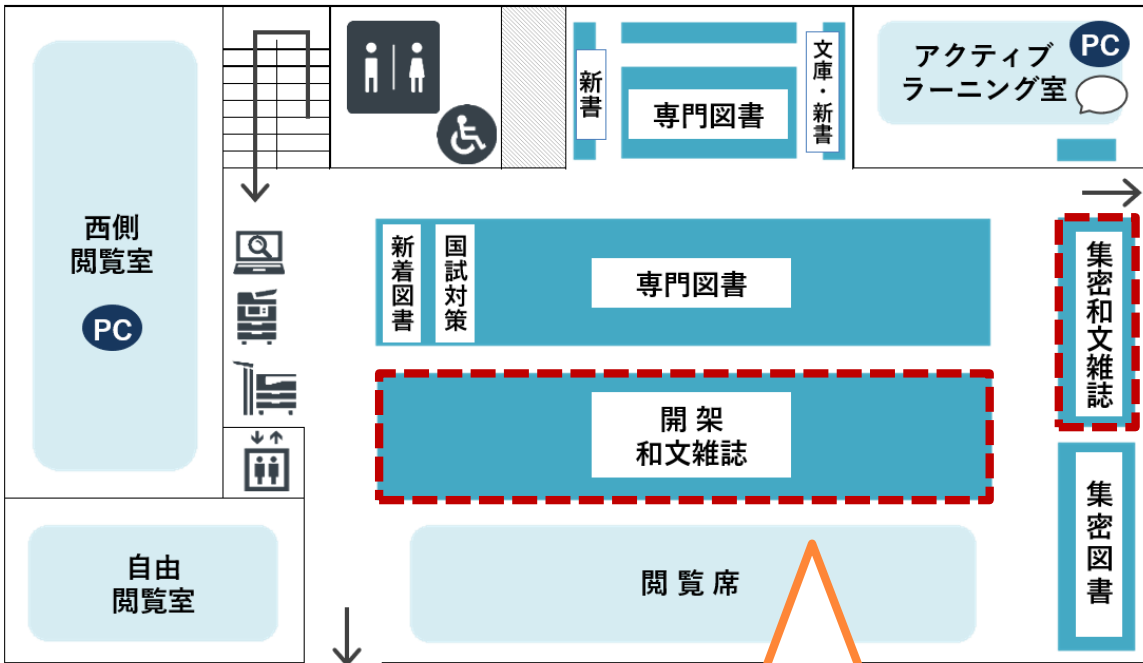 西側
閲覧室
PC
自由
閲覧室
新書
専門図書
文庫・新書
アクティブ
ラーニング室
PC
新着図書
国試対策
専門図書
開架
和文雑誌
閲覧席
集密和文雑誌
集密図書